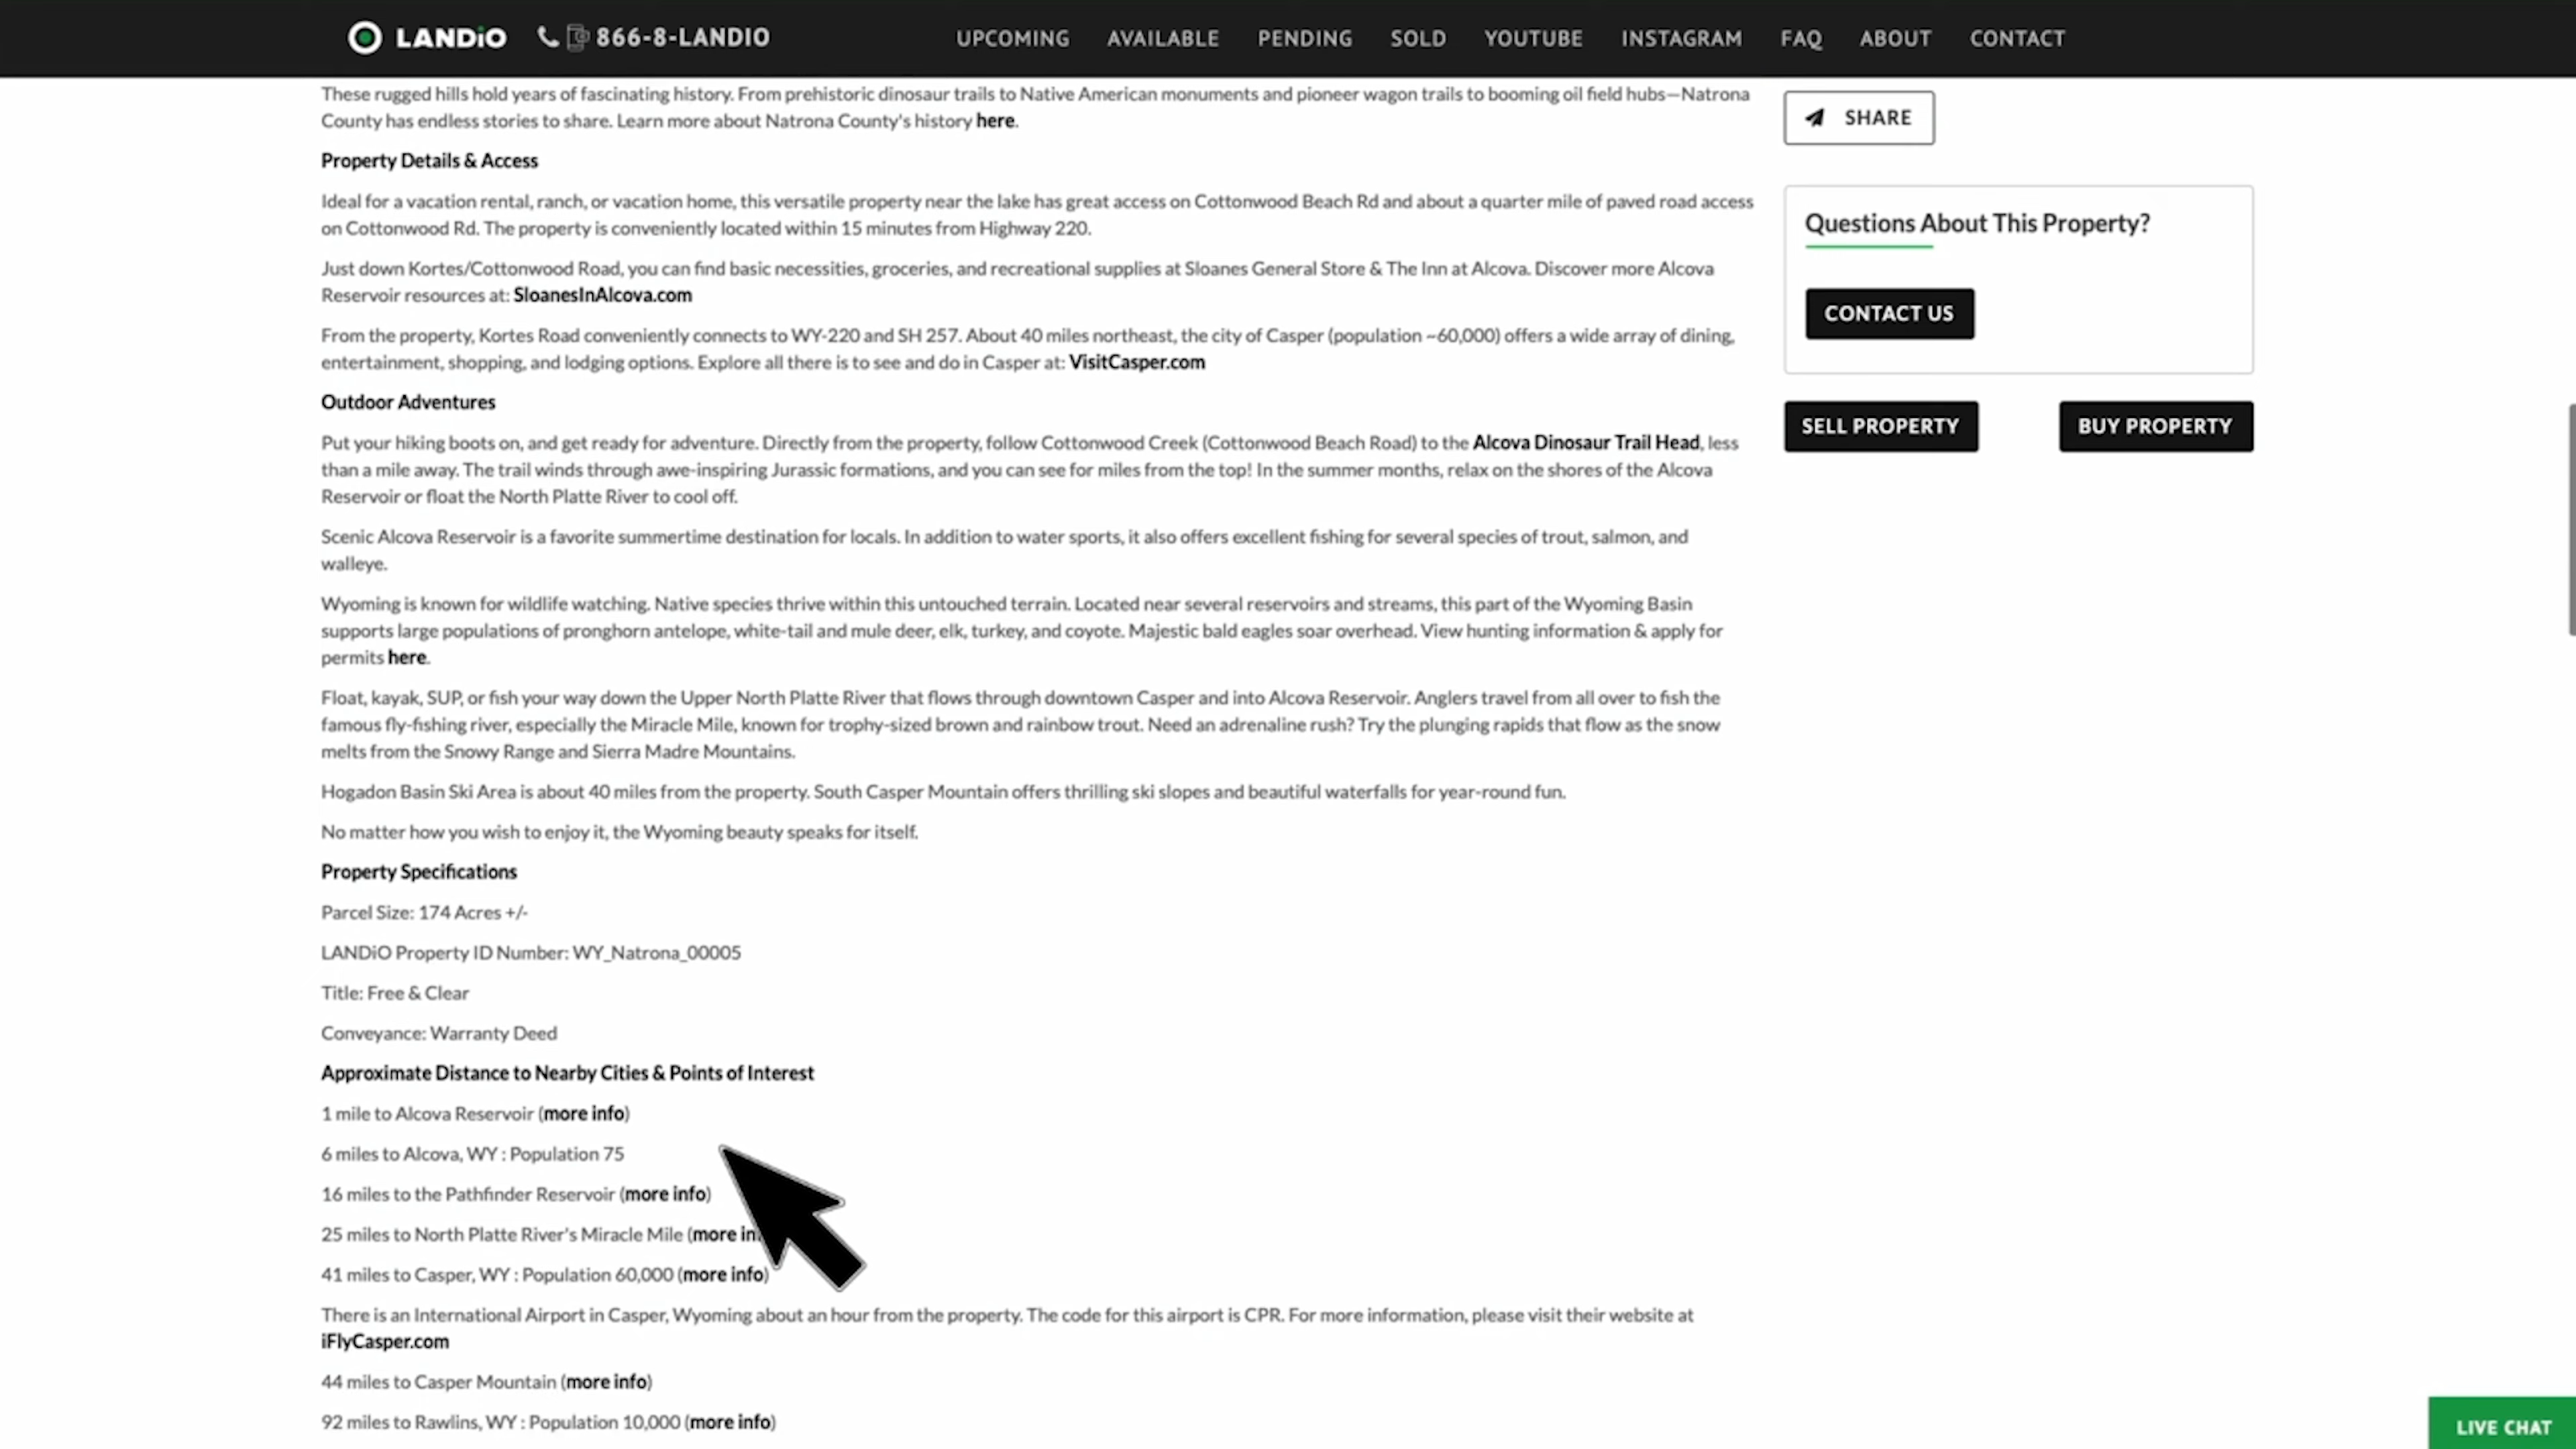 LANDiO 866-8-LANDIO UPCOMING AVAILABLE PENDING SOLD YOUTUBE INSTAGRAM FAQ ABOUT CONTACT
These rugged hills hold years of fascinating history. From prehistoric dinosaur trails to Native American monuments and pioneer wagon trails to booming oil field hubs—Natrona
County has endless stories to share. Learn more about Natrona County's history here.
Property Details & Access
Ideal for a vacation rental, ranch, or vacation home, this versatile property near the lake has great access on Cottonwood Beach Rd and about a quarter mile of paved road access
on Cottonwood Rd. The property is conveniently located within 15 minutes from Highway 220.
Just down Kortes/Cottonwood Road, you can find basic necessities, groceries, and recreational supplies at Sloanes General Store & The Inn at Alcova. Discover more Alcova
Reservoir resources at: SloanesInAlcova.com
From the property, Kortes Road conveniently connects to WY-220 and SH 257. About 40 miles northeast, the city of Casper (population ~60,000) offers a wide array of dining,
entertainment, shopping, and lodging options. Explore all there is to see and do in Casper at: VisitCasper.com
Outdoor Adventures
Put your hiking boots on, and get ready for adventure. Directly from the property, follow Cottonwood Creek (Cottonwood Beach Road) to the Alcova Dinosaur Trail Head, less
than a mile away. The trail winds through awe-inspiring Jurassic formations, and you can see for miles from the top! In the summer months, relax on the shores of the Alcova
Reservoir or float the North Platte River to cool off.
Scenic Alcova Reservoir is a favorite summertime destination for locals. In addition to water sports, it also offers excellent fishing for several species of trout, salmon, and
walleye.
Wyoming is known for wildlife watching. Native species thrive within this untouched terrain. Located near several reservoirs and streams, this part of the Wyoming Basin
supports large populations of pronghorn antelope, white-tail and mule deer, elk, turkey, and coyote. Majestic bald eagles soar overhead. View hunting information & apply for
permits here.
Float, kayak, SUP, or fish your way down the Upper North Platte River that flows through downtown Casper and into Alcova Reservoir. Anglers travel from all over to fish the
famous fly-fishing river, especially the Miracle Mile, known for trophy-sized brown and rainbow trout. Need an adrenaline rush? Try the plunging rapids that flow as the snow
melts from the Snowy Range and Sierra Madre Mountains.
Hogadon Basin Ski Area is about 40 miles from the property. South Casper Mountain offers thrilling ski slopes and beautiful waterfalls for year-round fun.
No matter how you wish to enjoy it, the Wyoming beauty speaks for itself.
Property Specifications
Parcel Size: 174 Acres +/-
LANDiO Property ID Number: WY_Natrona_00005
Title: Free & Clear
Conveyance: Warranty Deed
Approximate Distance to Nearby Cities & Points of Interest
1 mile to Alcova Reservoir (more info)
6 miles to Alcova, WY : Population 75
16 miles to the Pathfinder Reservoir (more info)
25 miles to North Platte River's Miracle Mile (more
41 miles to Casper, WY : Population 60,000 (more info)
There is an International Airport in Casper, Wyoming about an hour from the property. The code for this airport is CPR. For more information, please visit their website at
iFlyCasper.com
44 miles to Casper Mountain (more info)
92 miles to Rawlins, WY : Population 10,000 (more info)
SHARE
Questions About This Property?
CONTACT US
SELL PROPERTY BUY PROPERTY
LIVE CHAT